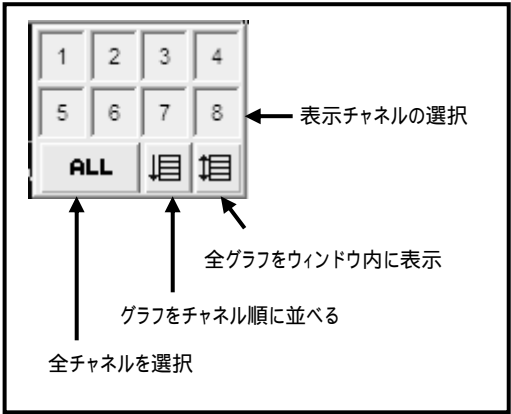 1 2 3 4
5 6 7 8
表示チャネルの選択
ALL
全グラフをウィンドウ内に表示
グラフをチャネル順に並べる
全チャネルを選択